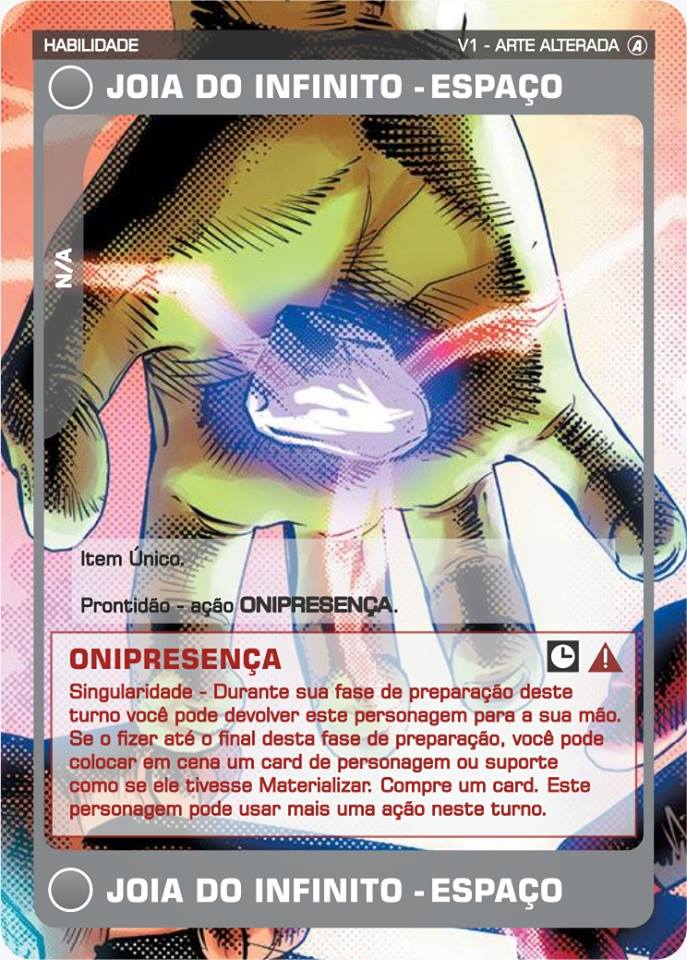 HABILIDADE
V1 - ARTE ALTERADA A
JOIA DO INFINITO - ESPAÇO
N/A
Item Único.
Prontidão - ação ONIPRESENÇA.
ONIPRESENÇA
Singularidade - Durante sua fase de preparação deste
turno você pode devolver este personagem para a sua mão.
Se o fizer até o final desta fase de preparação, você pode
colocar em cena um card de personagem ou suporte
como se ele tivesse Materializar. Compre um card. Este
personagem pode usar mais uma ação neste turno.
JOIA DO INFINITO - ESPAÇO